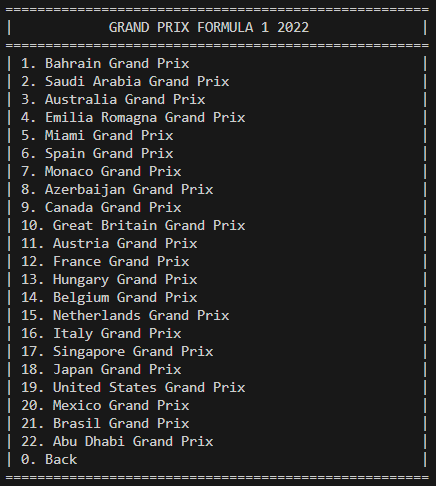 =====================================================
|            GRAND PRIX FORMULA 1 2022              |
=====================================================
| 1. Bahrain Grand Prix                             |
| 2. Saudi Arabia Grand Prix                        |
| 3. Australia Grand Prix                           |
| 4. Emilia Romagna Grand Prix                      |
| 5. Miami Grand Prix                               |
| 6. Spain Grand Prix                               |
| 7. Monaco Grand Prix                              |
| 8. Azerbaijan Grand Prix                          |
| 9. Canada Grand Prix                              |
| 10. Great Britain Grand Prix                      |
| 11. Austria Grand Prix                            |
| 12. France Grand Prix                             |
| 13. Hungary Grand Prix                            |
| 14. Belgium Grand Prix                            |
| 15. Netherlands Grand Prix                        |
| 16. Italy Grand Prix                              |
| 17. Singapore Grand Prix                          |
| 18. Japan Grand Prix                              |
| 19. United States Grand Prix                      |
| 20. Mexico Grand Prix                             |
| 21. Brasil Grand Prix                             |
| 22. Abu Dhabi Grand Prix                          |
| 0. Back                                           |
=====================================================